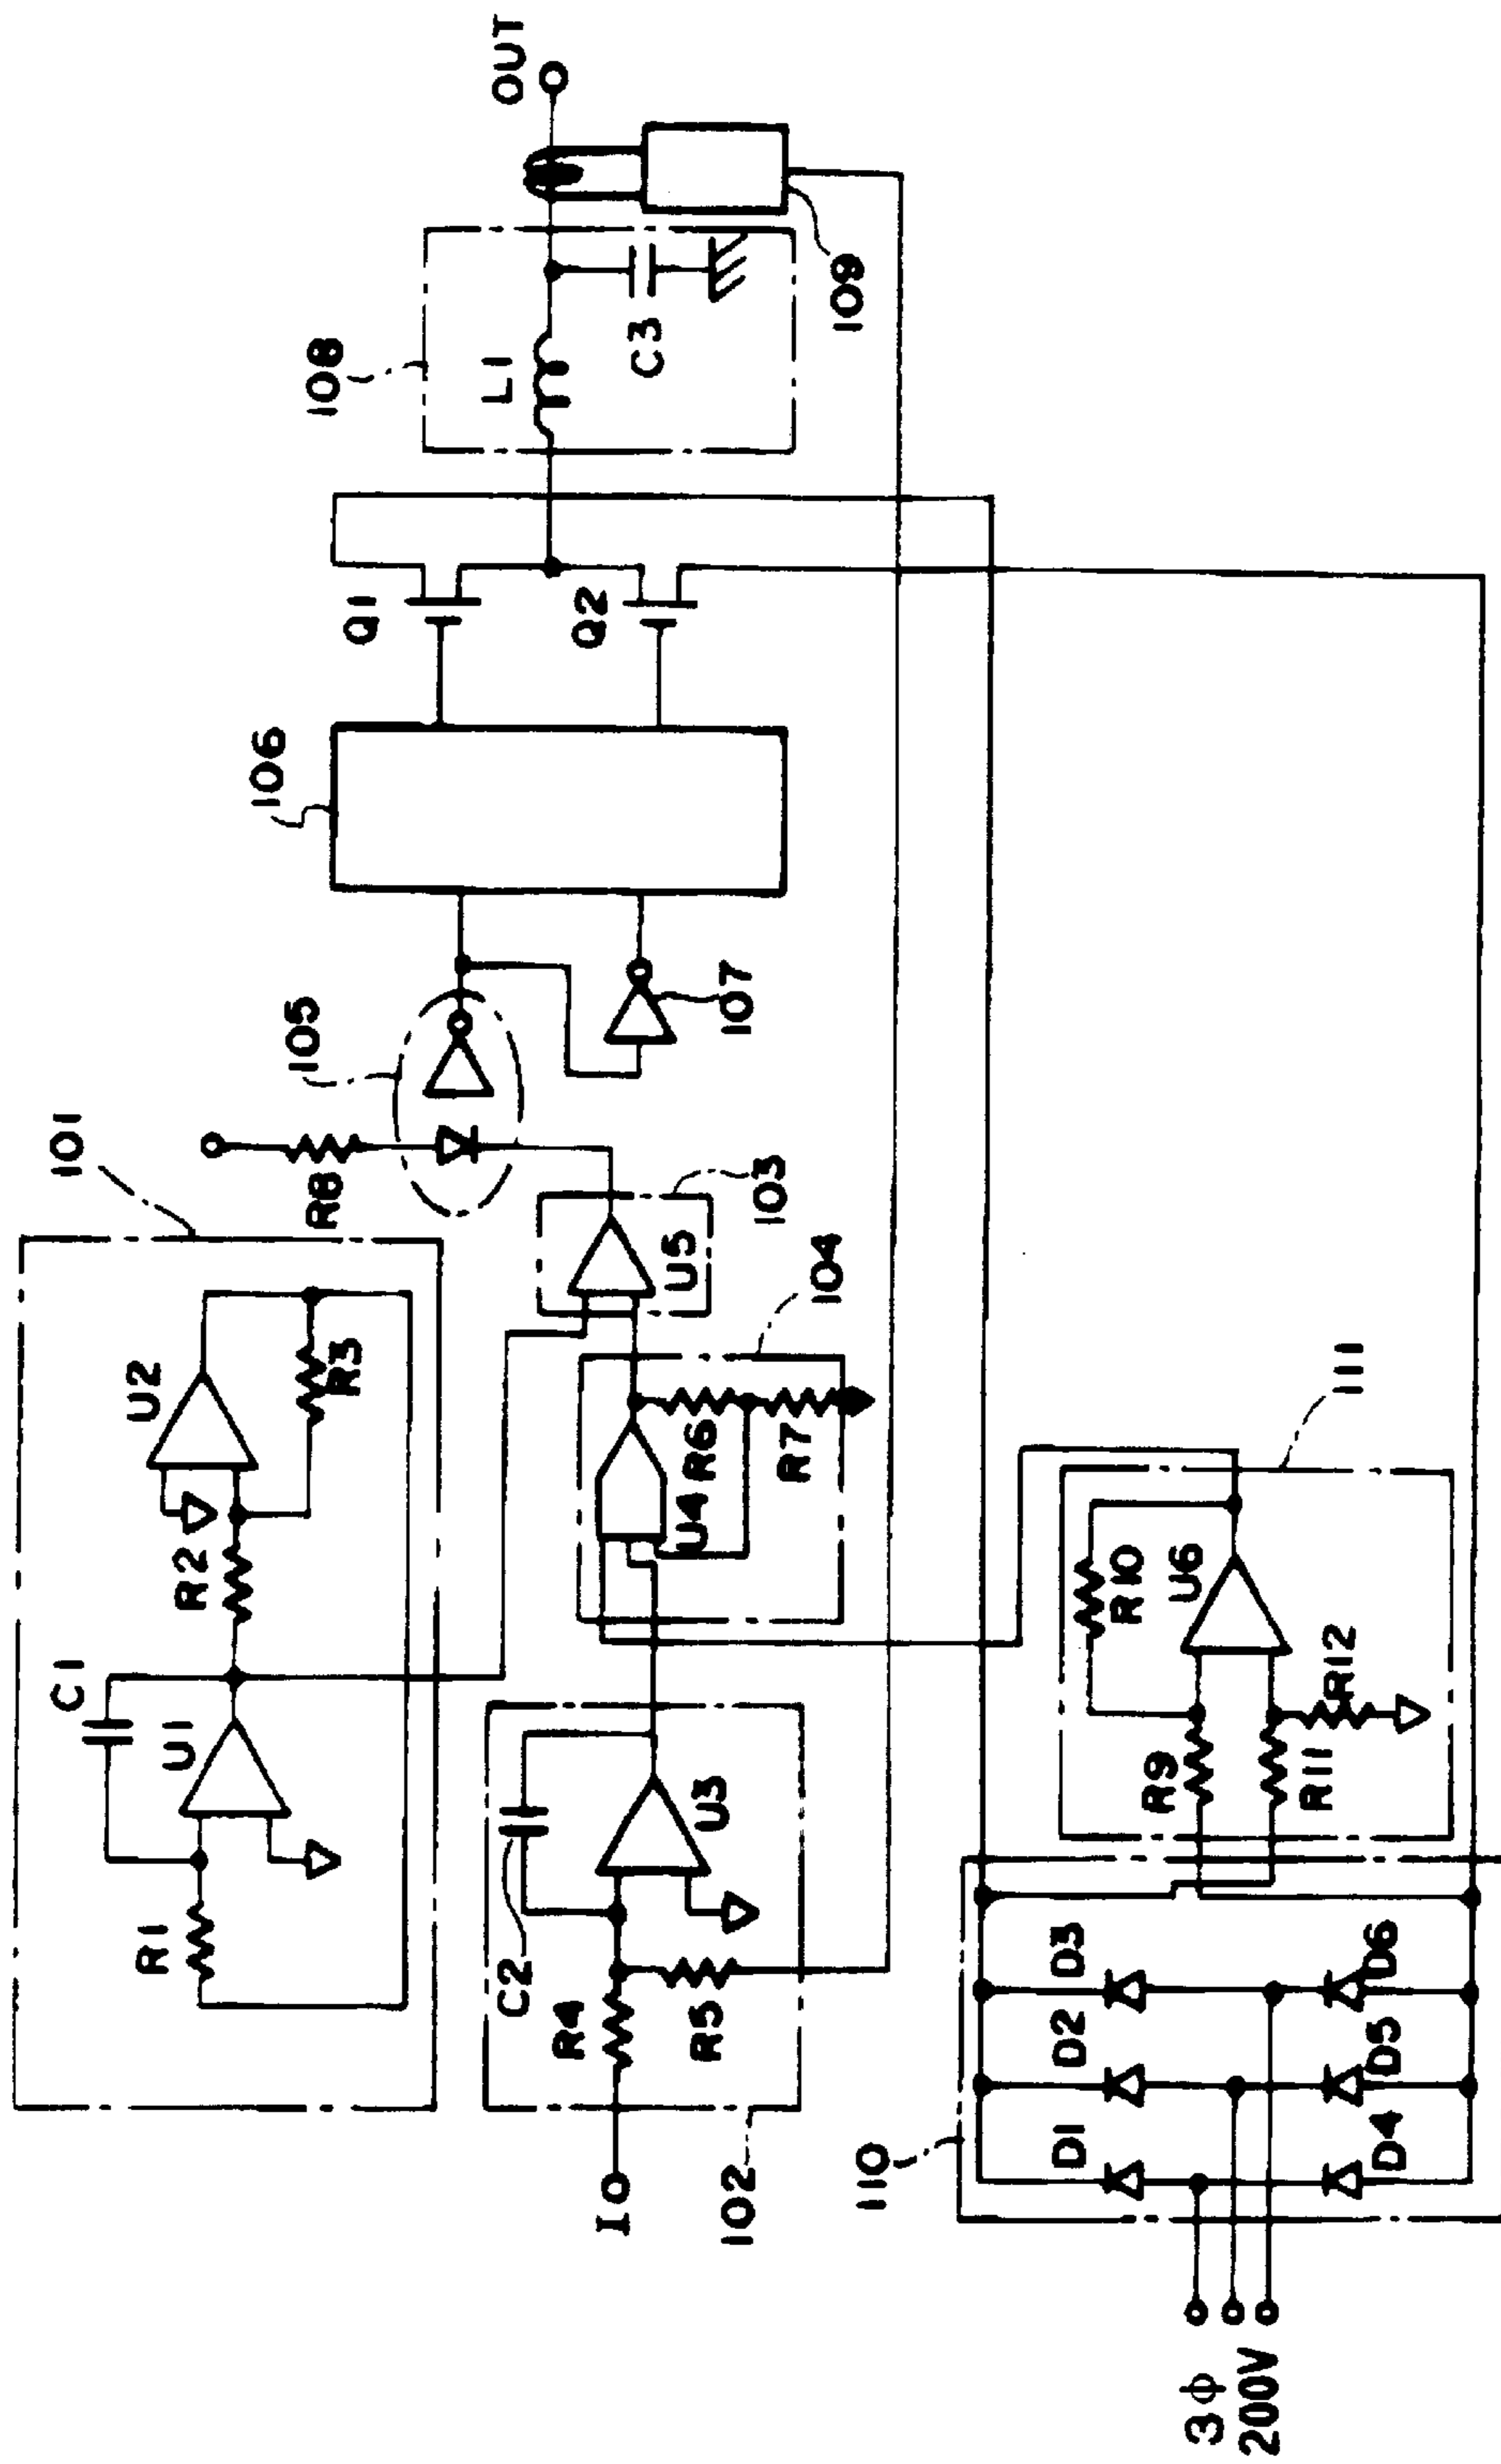 101
C1
U1
R1
R2
U2
R3
R8
105
106
107
Q1
Q2
108
L1
C3
OUT
109
102
I0
R4
R5
C2
U3
104
U4
R6
R7
103
U5
110
3φ
200V
D1
D2
D3
D4
D5
D6
111
R9
R10
R11
R12
U6